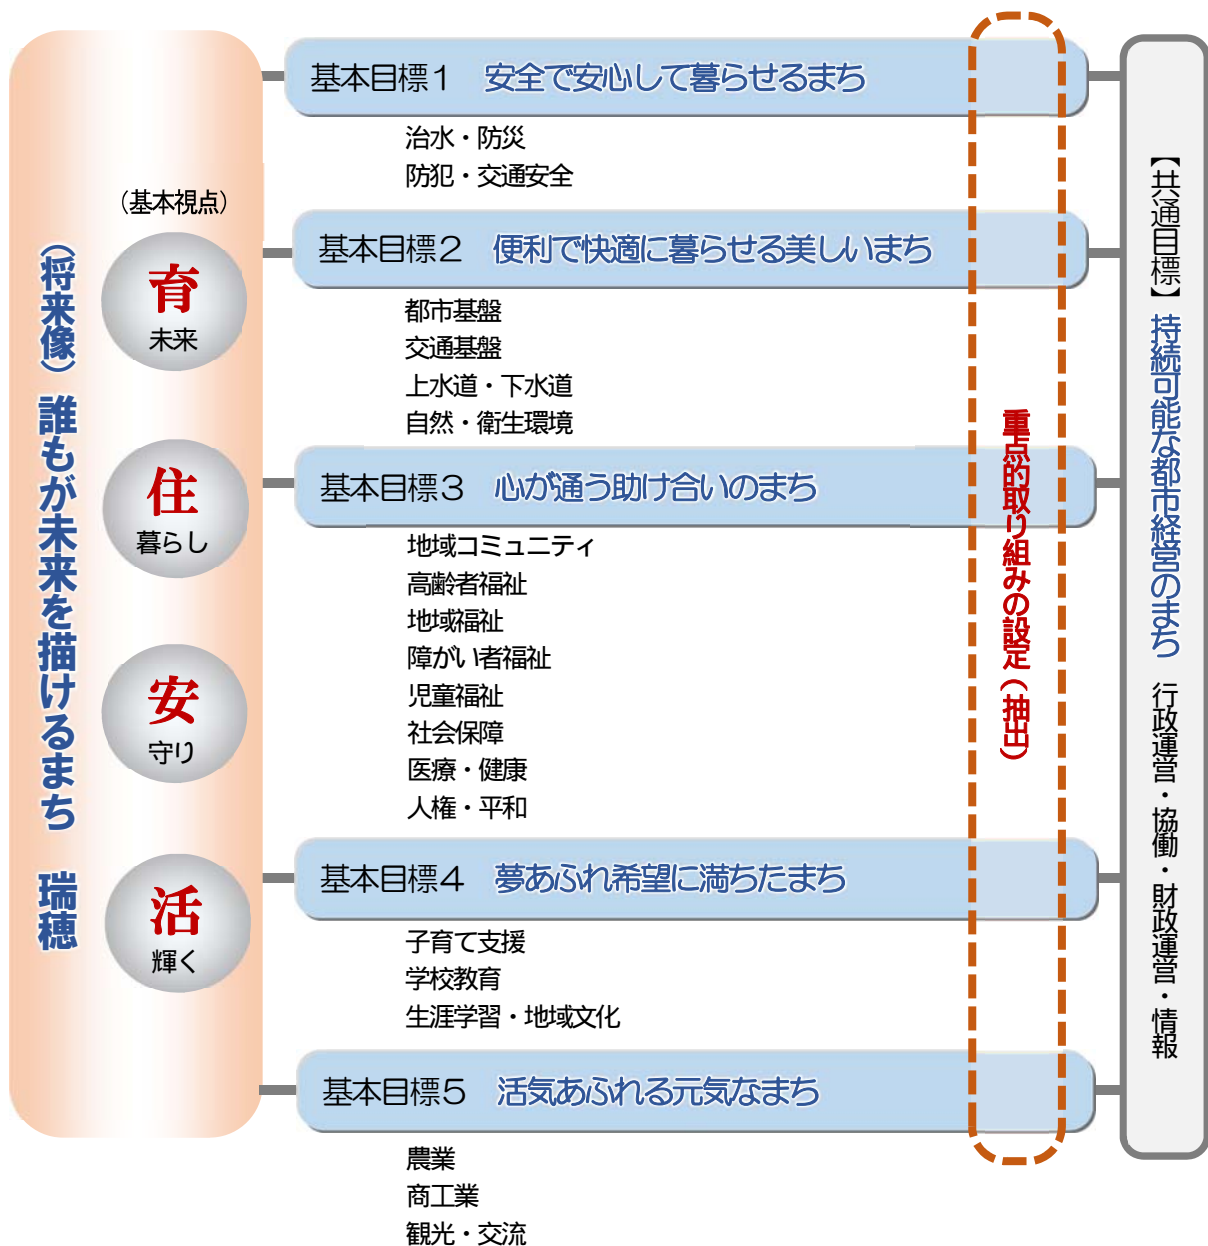 (将来像) 誰もが未来を描けるまち 瑞穂
(基本視点)
育
未来
住
暮らし
安
守り
活
輝く
基本目標1 安全で安心して暮らせるまち
治水・防災
防犯・交通安全
基本目標2 便利で快適に暮らせる美しいまち
都市基盤
交通基盤
上水道・下水道
自然・衛生環境
基本目標3 心が通う助け合いのまち
地域コミュニティ
高齢者福祉
地域福祉
障がい者福祉
児童福祉
社会保障
医療・健康
人権・平和
基本目標4 夢あふれ希望に満ちたまち
子育て支援
学校教育
生涯学習・地域文化
基本目標5 活気あふれる元気なまち
農業
商工業
観光・交流
重点的取り組みの設定(抽出)
【共通目標】持続可能な都市経営のまち 行政運営・協働・財政運営・情報